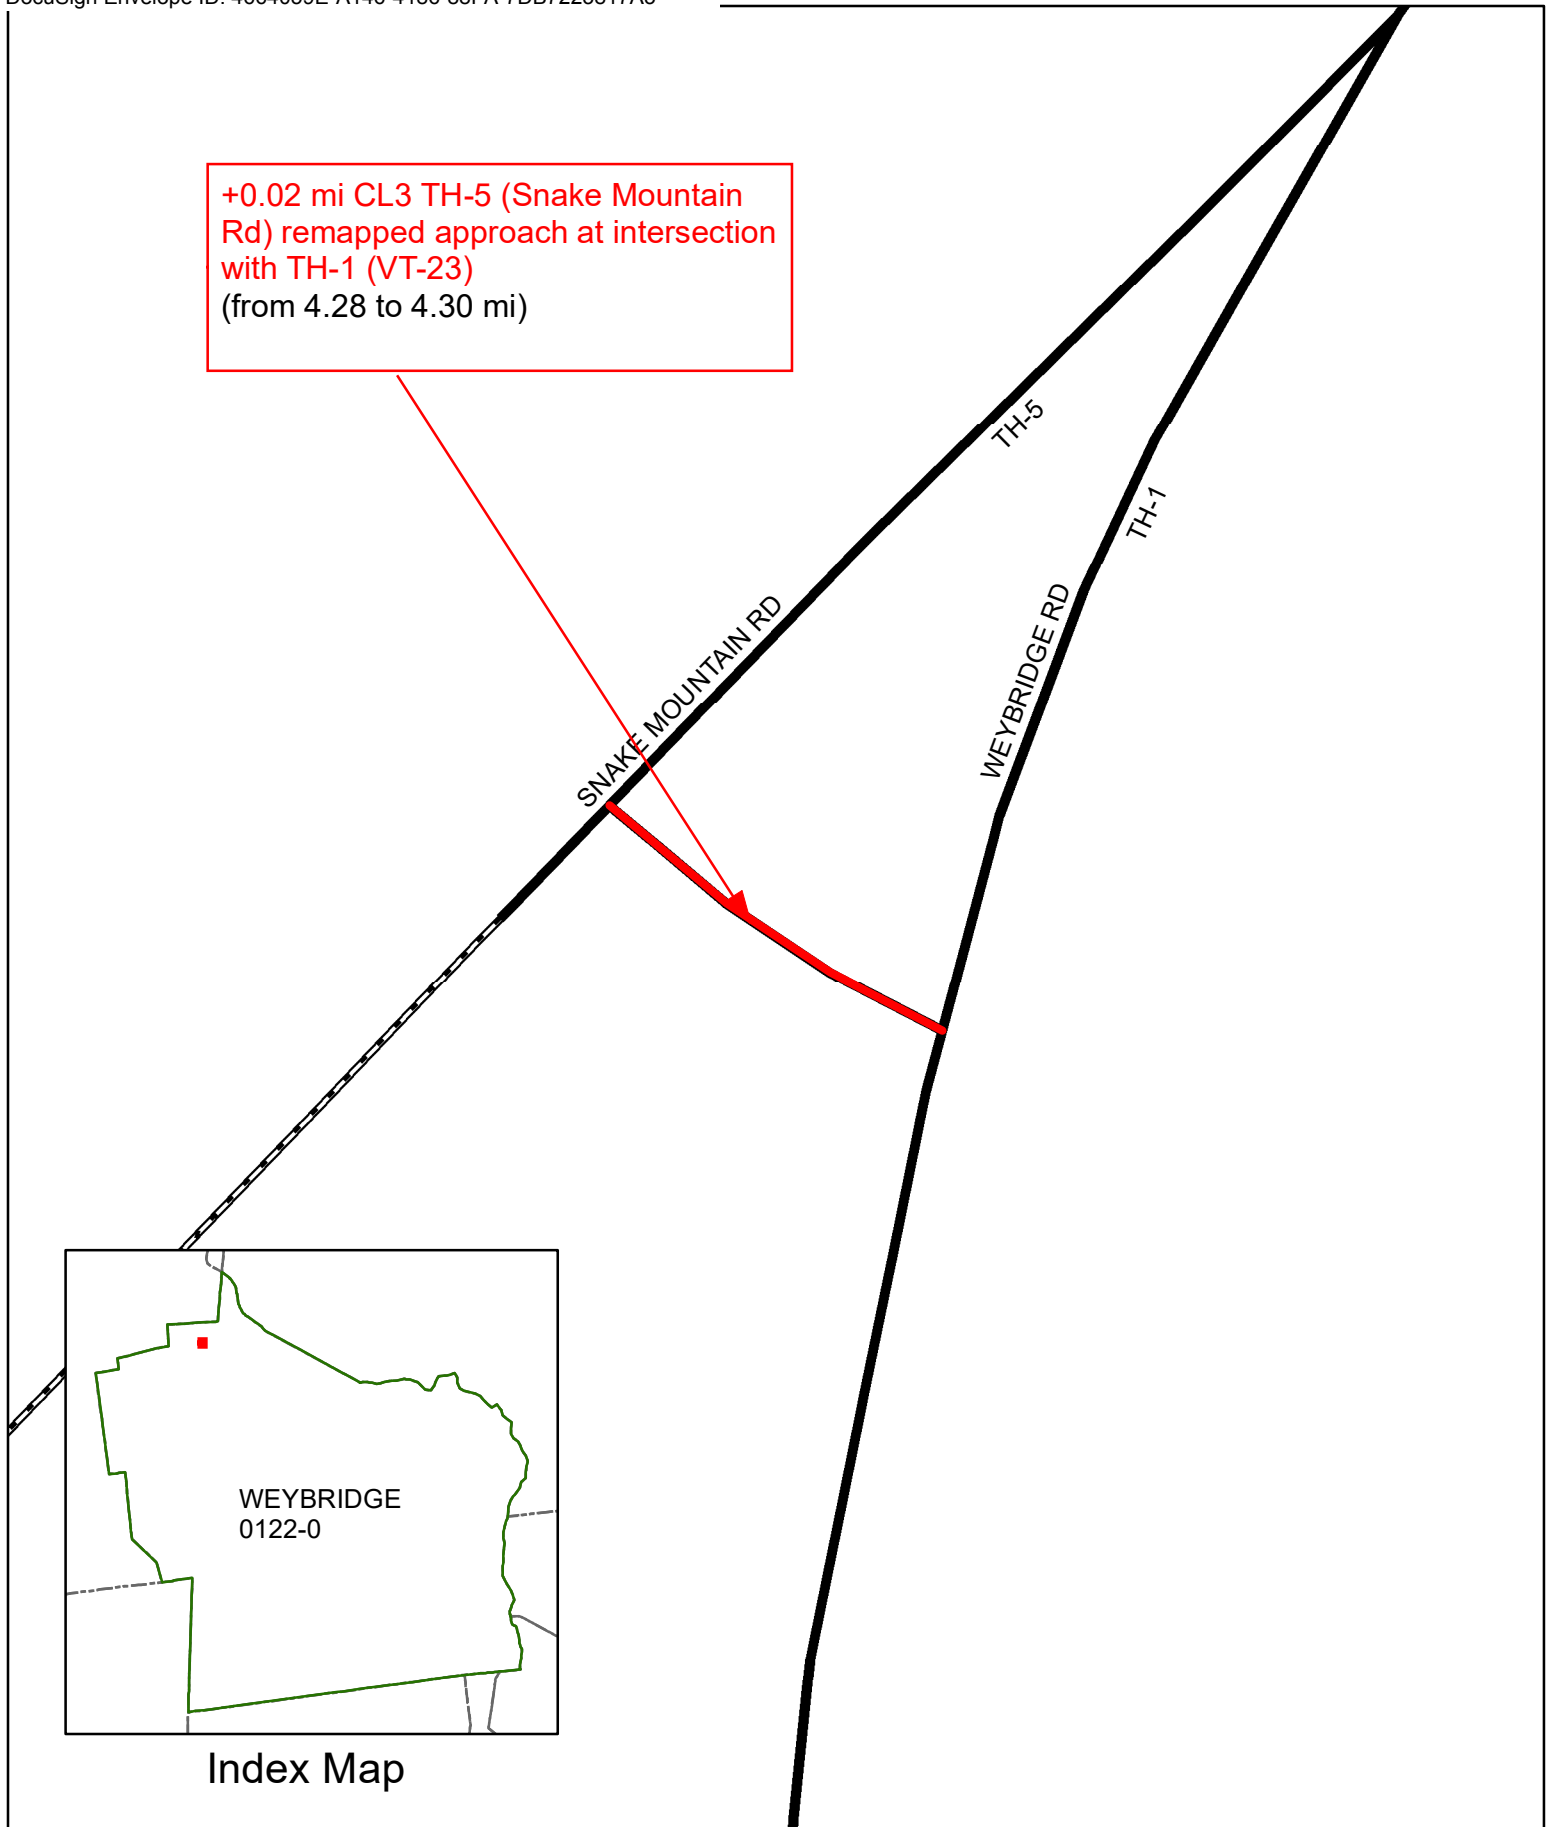 +0.02 mi CL3 TH-5 (Snake Mountain
Rd) remapped approach at intersection
with TH-1 (VT-23)
(from 4.28 to 4.30 mi)
TH-5
TH-1
SNAKE MOUNTAIN RD
WEYBRIDGE RD
WEYBRIDGE
0122-0
Index Map